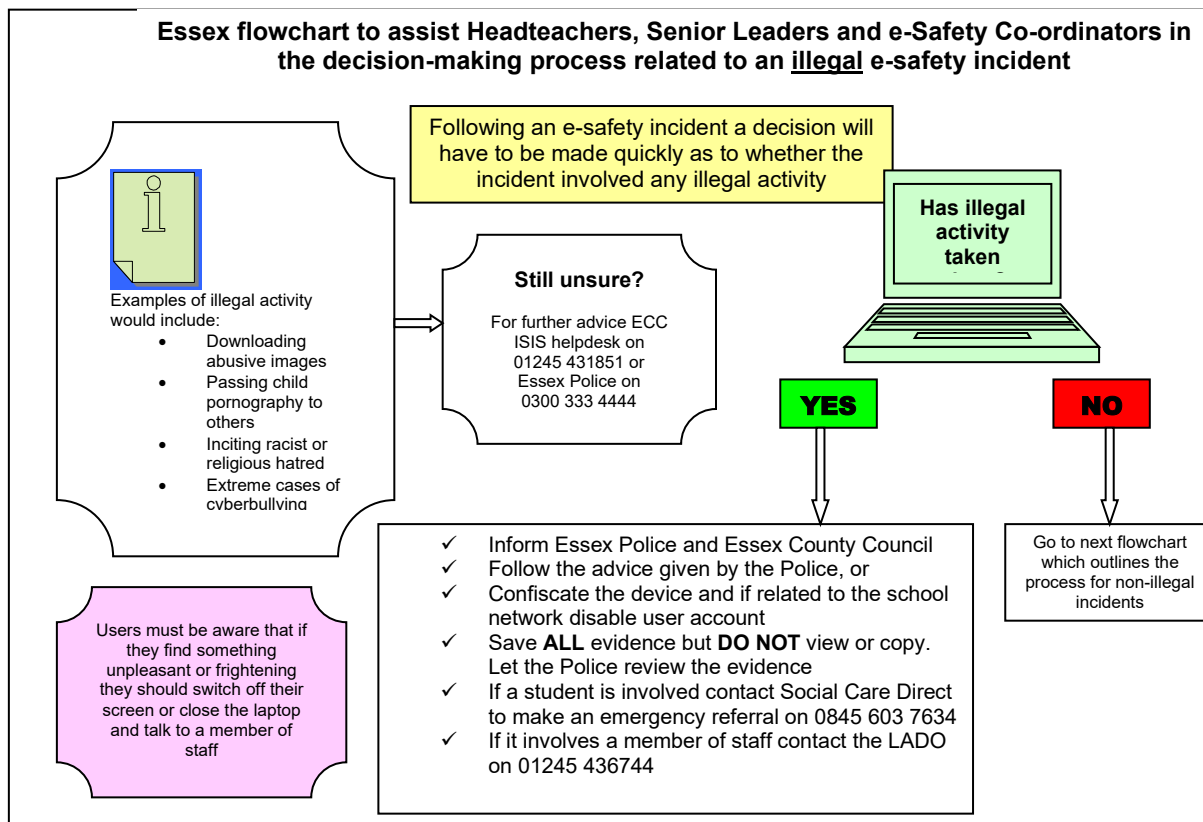 Essex flowchart to assist Headteachers, Senior Leaders and e-Safety Co-ordinators in
the decision-making process related to an illegal e-safety incident
Following an e-safety incident a decision will
have to be made quickly as to whether the
incident involved any illegal activity
i
Examples of illegal activity
would include:
• Downloading
abusive images
• Passing child
pornography to
others
• Inciting racist or
religious hatred
• Extreme cases of
cyberbullying
Still unsure?
For further advice ECC
ISIS helpdesk on
01245 431851 or
Essex Police on
0300 333 4444
Has illegal
activity
taken
YES
NO
✓ Inform Essex Police and Essex County Council
✓ Follow the advice given by the Police, or
✓ Confiscate the device and if related to the school
network disable user account
✓ Save ALL evidence but DO NOT view or copy.
Let the Police review the evidence
✓ If a student is involved contact Social Care Direct
to make an emergency referral on 0845 603 7634
✓ If it involves a member of staff contact the LADO
on 01245 436744
Go to next flowchart
which outlines the
process for non-illegal
incidents
Users must be aware that if
they find something
unpleasant or frightening
they should switch off their
screen or close the laptop
and talk to a member of
staff